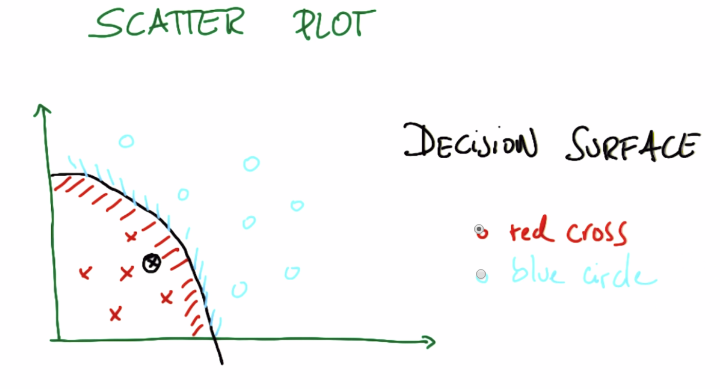 SCATTER PLOT
DECISION SURFACE
red cross
blue circle